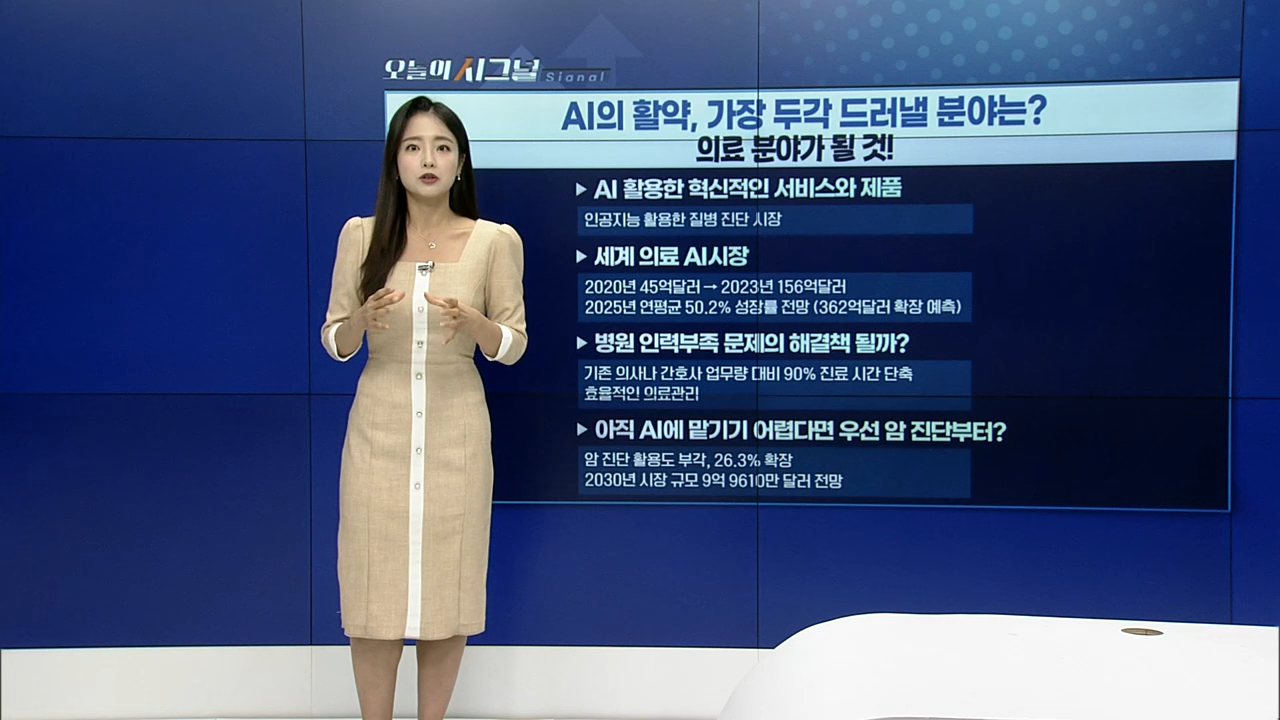 오늘의 시그널
Signal
AI의 활약, 가장 두각 드러낼 분야는?
의료 분야가 될 것!
▶ AI 활용한 혁신적인 서비스와 제품
인공지능 활용한 질병 진단 시장
▶ 세계 의료 AI시장
2020년 45억달러 → 2023년 156억달러
2025년 연평균 50.2% 성장률 전망 (362억달러 확장 예측)
▶ 병원 인력부족 문제의 해결책 될까?
기존 의사나 간호사 업무량 대비 90% 진료 시간 단축
효율적인 의료관리
▶ 아직 AI에 맡기기 어렵다면 우선 암 진단부터?
암 진단 활용도 부각, 26.3% 확장
2030년 시장 규모 9억 9610만 달러 전망